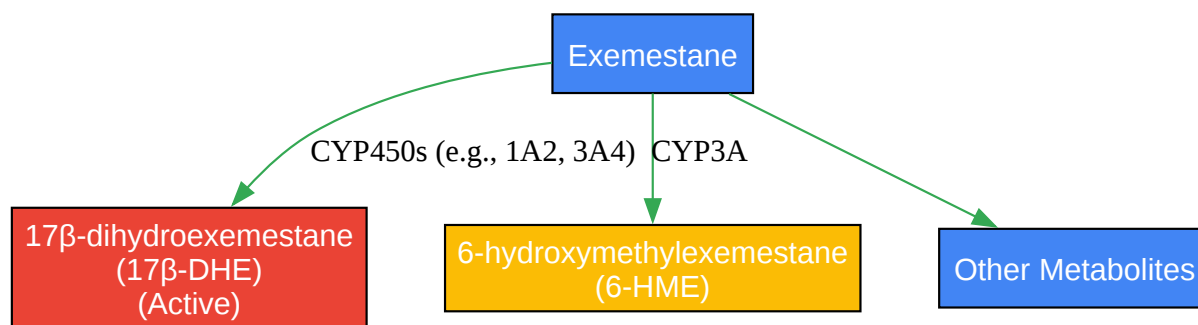 Exemestane
CYP450s (e.g., 1A2, 3A4)
CYP3A
17β-dihydroexemestane
(17β-DHE)
(Active)
6-hydroxymethylexemestane
(6-HME)
Other Metabolites